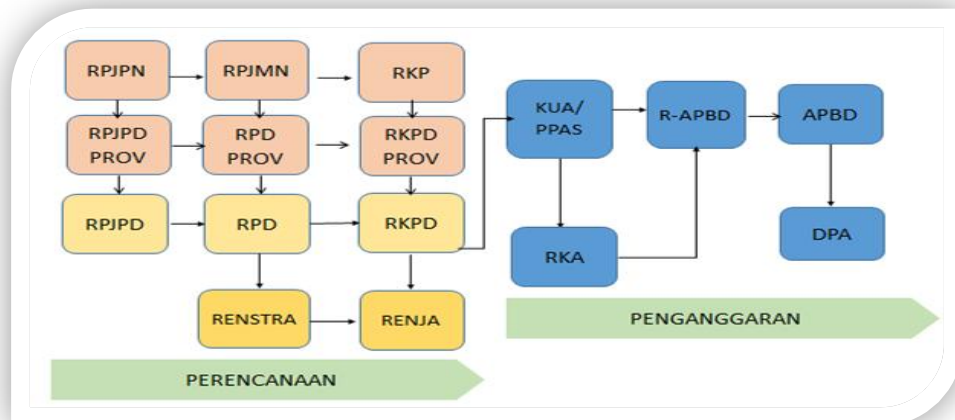 RPJPN
RPJMN
RKP
RPJPD
PROV
RPD
PROV
RKPD
PROV
RPJPD
RPD
RKPD
RENSTRA
RENJA
PERENCANAAN
KUA/
PPAS
R-APBD
APBD
RKA
DPA
PENGANGGARAN